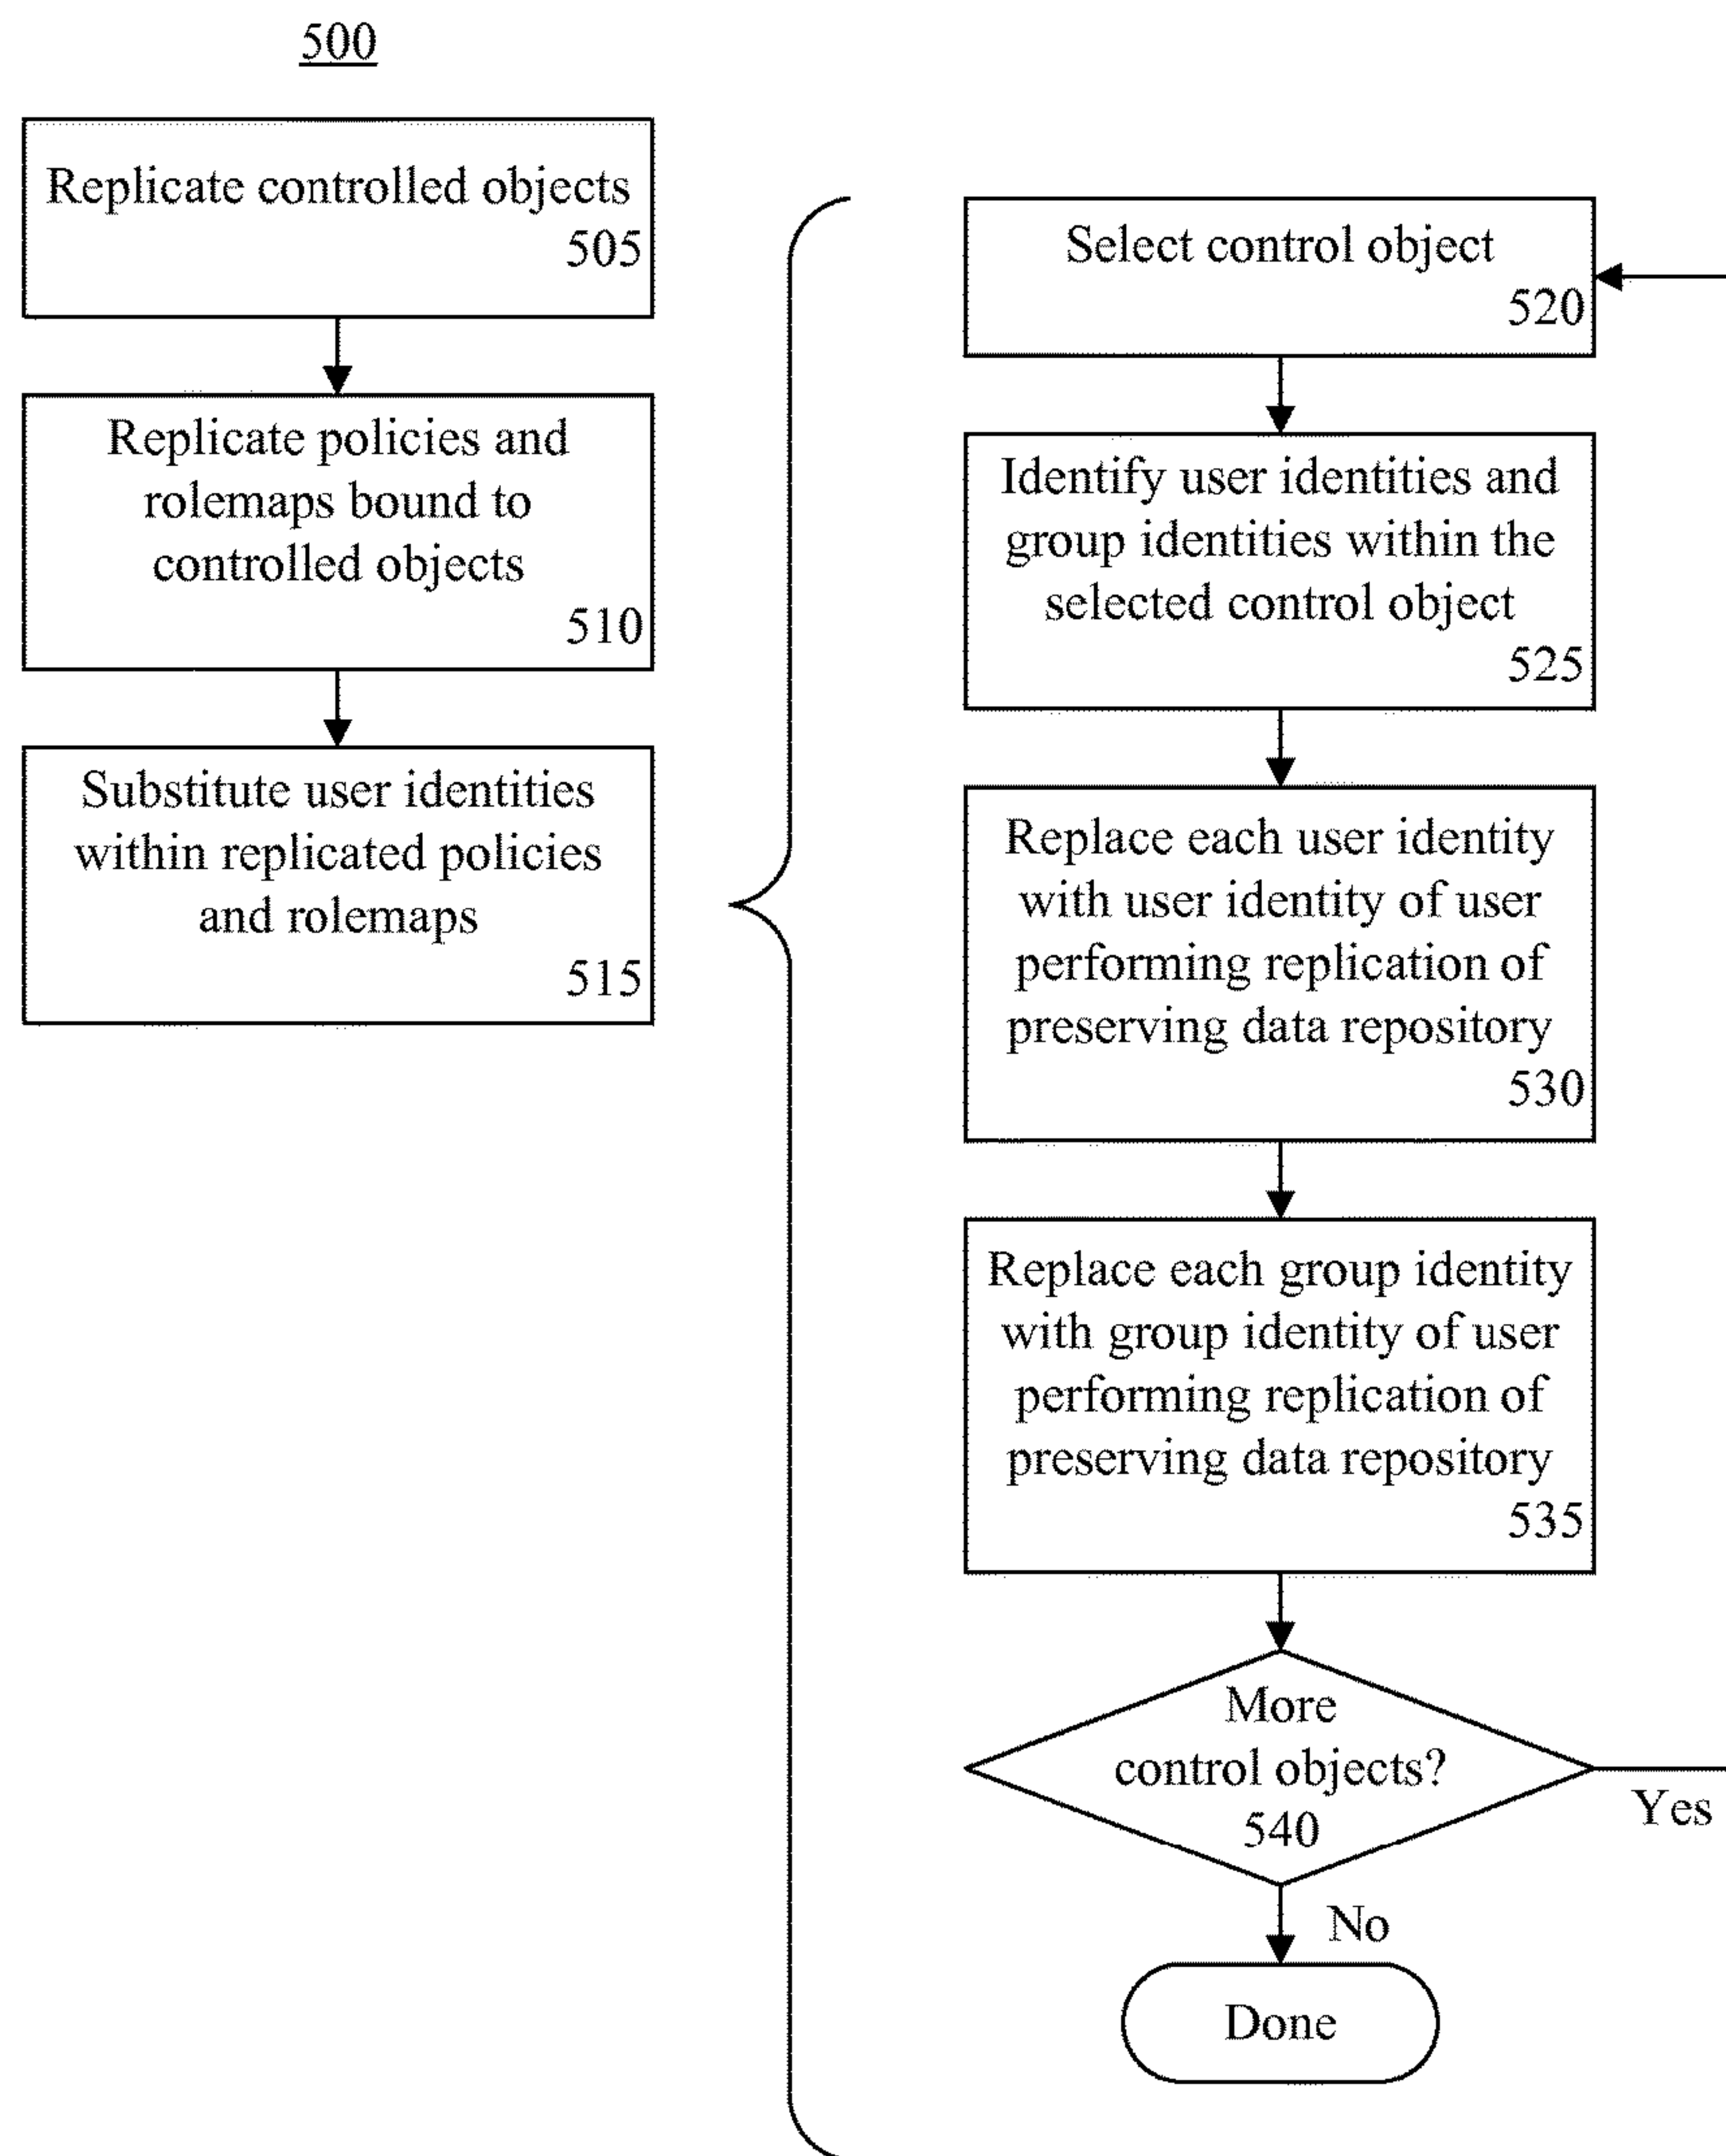 500
Replicate controlled objects
505
Replicate policies and
rolemaps bound to
controlled objects
510
Substitute user identities
within replicated policies
and rolemaps
515
Select control object
520
Identify user identities and
group identities within the
selected control object
525
Replace each user identity
with user identity of user
performing replication of
preserving data repository
530
Replace each group identity
with group identity of user
performing replication of
preserving data repository
535
More
control objects?
540
Yes
No
Done